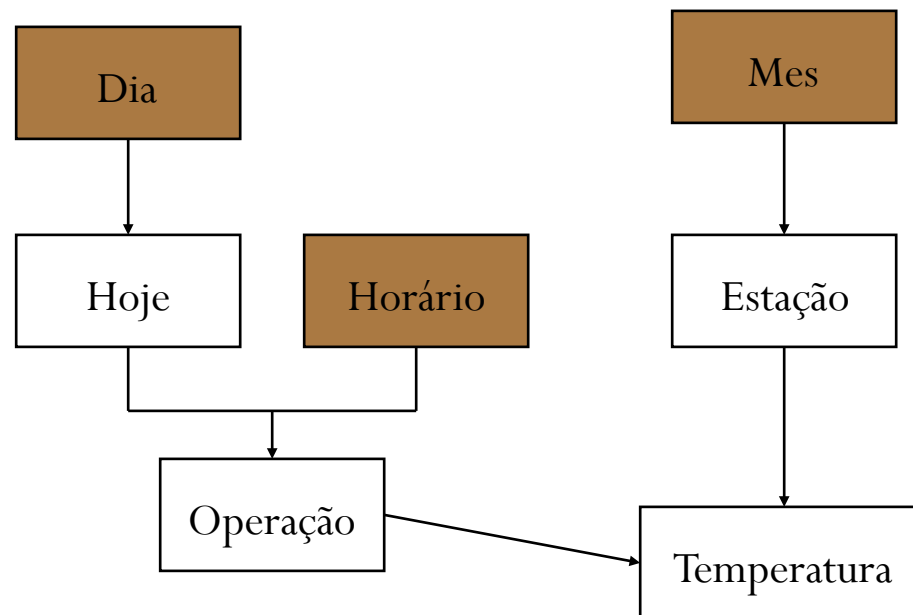 Dia
Mes
Hoje
Horário
Estação
Operação
Temperatura